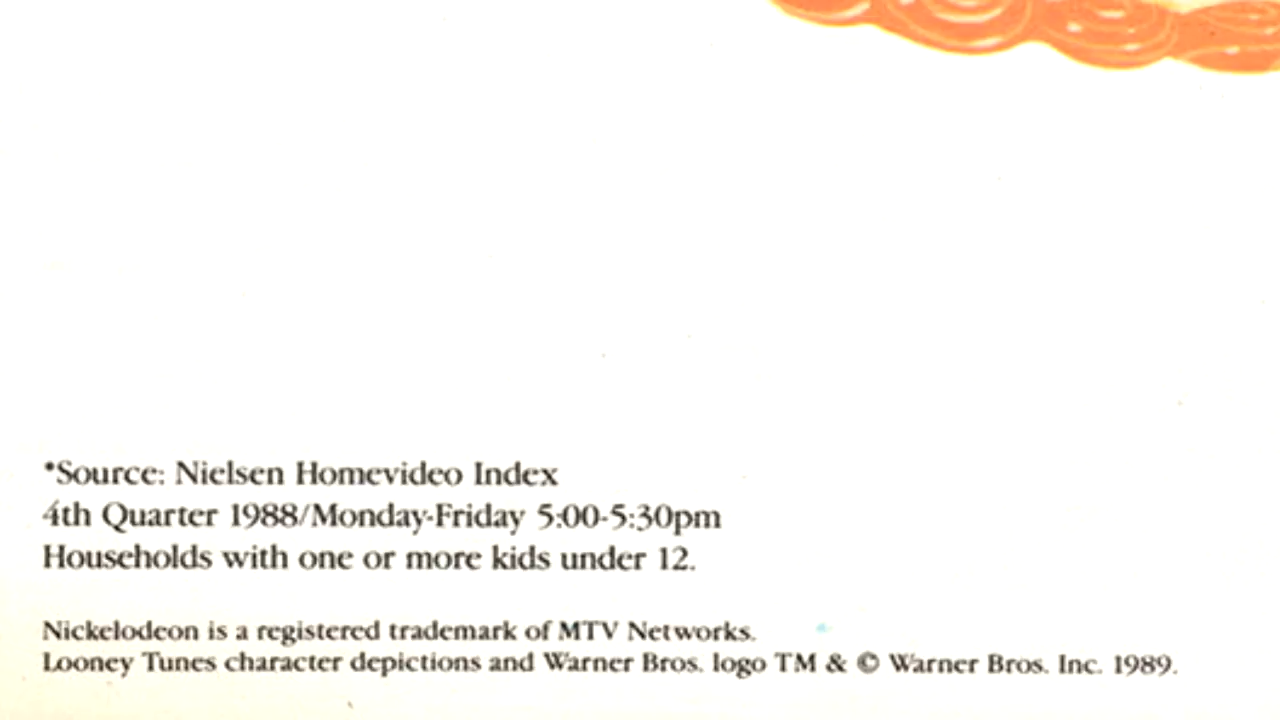 *Source: Nielsen Homevideo Index
4th Quarter 1988/Monday-Friday 5:00-5:30pm
Households with one or more kids under 12.
Nickelodeon is a registered trademark of MTV Networks.
Looney Tunes character depictions and Warner Bros. logo TM & © Warner Bros. Inc. 1989.